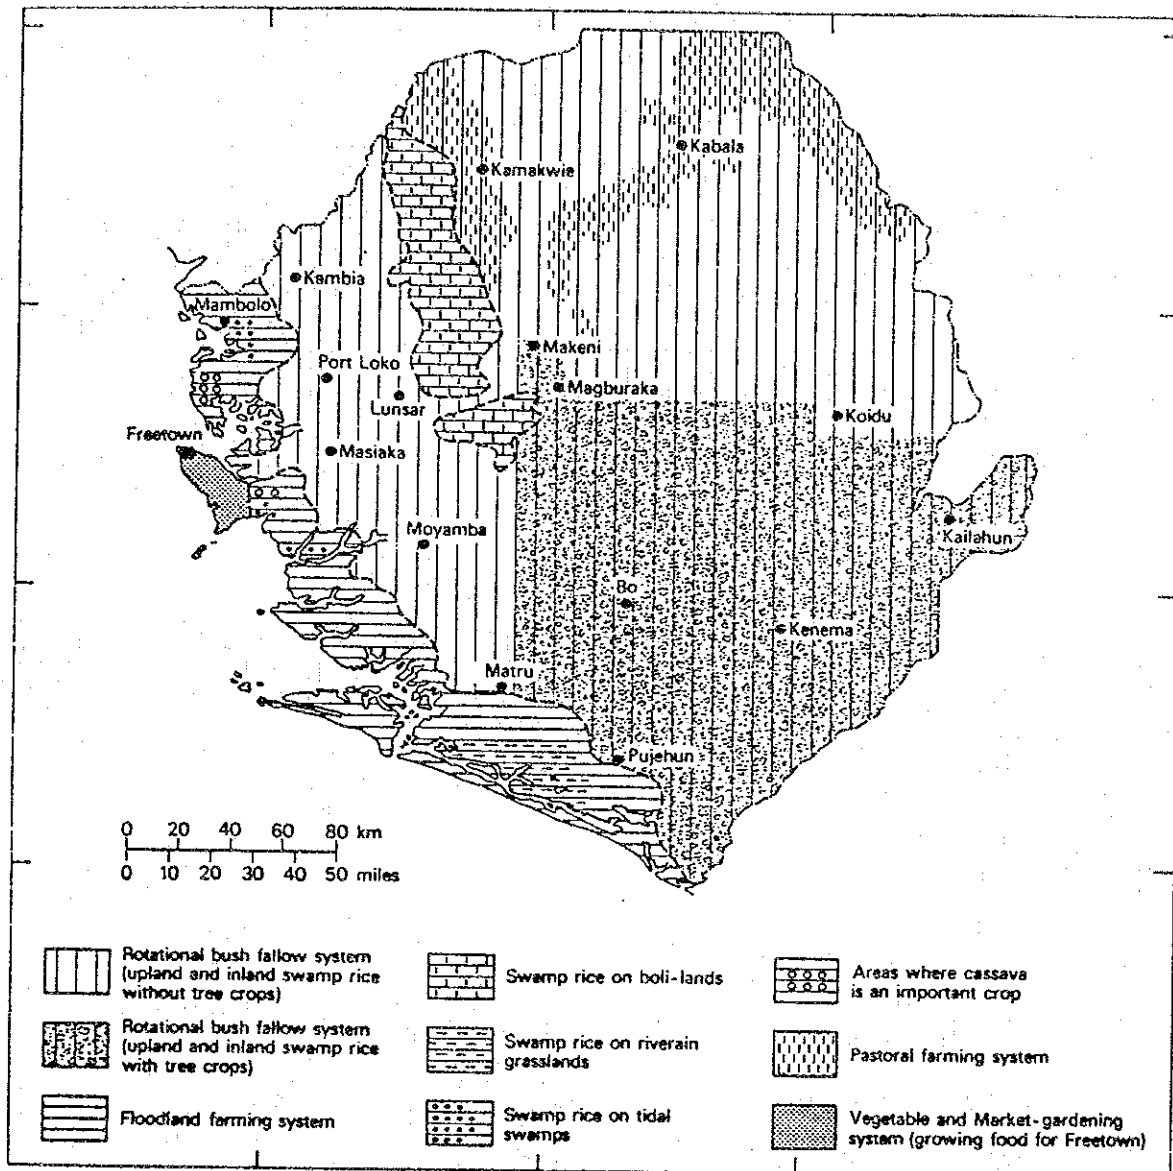 Kabala
Kamakwie
Kambia
Mambolo
Makeni
Port Loko
Magburaka
Lunsar
Koidu
Freetown
Masiaka
Kailahun
Moyamba
Bo
Kenema
Matru
Pujehun
0 20 40 60 80 km
0 10 20 30 40 50 miles
Rotational bush fallow system
(upland and inland swamp rice
without tree crops)
Rotational bush fallow system
(upland and inland swamp rice
with tree crops)
Floodland farming system
Swamp rice on boli-lands
Swamp rice on riverain
grasslands
Swamp rice on tidal
swamps
Areas where cassava
is an important crop
Pastoral farming system
Vegetable and Market-gardening
system (growing food for Freetown)